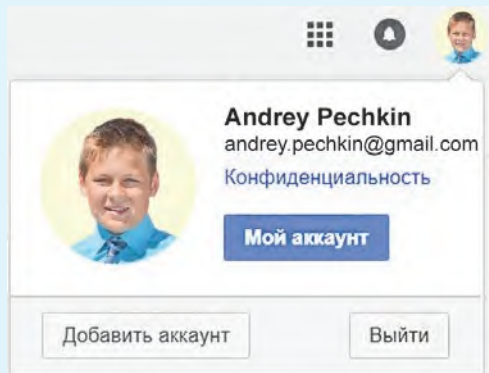 Andrey Pechkin
andrey.pechkin@gmail.com
Конфиденциальность
Мой аккаунт
Добавить аккаунт
Выйти